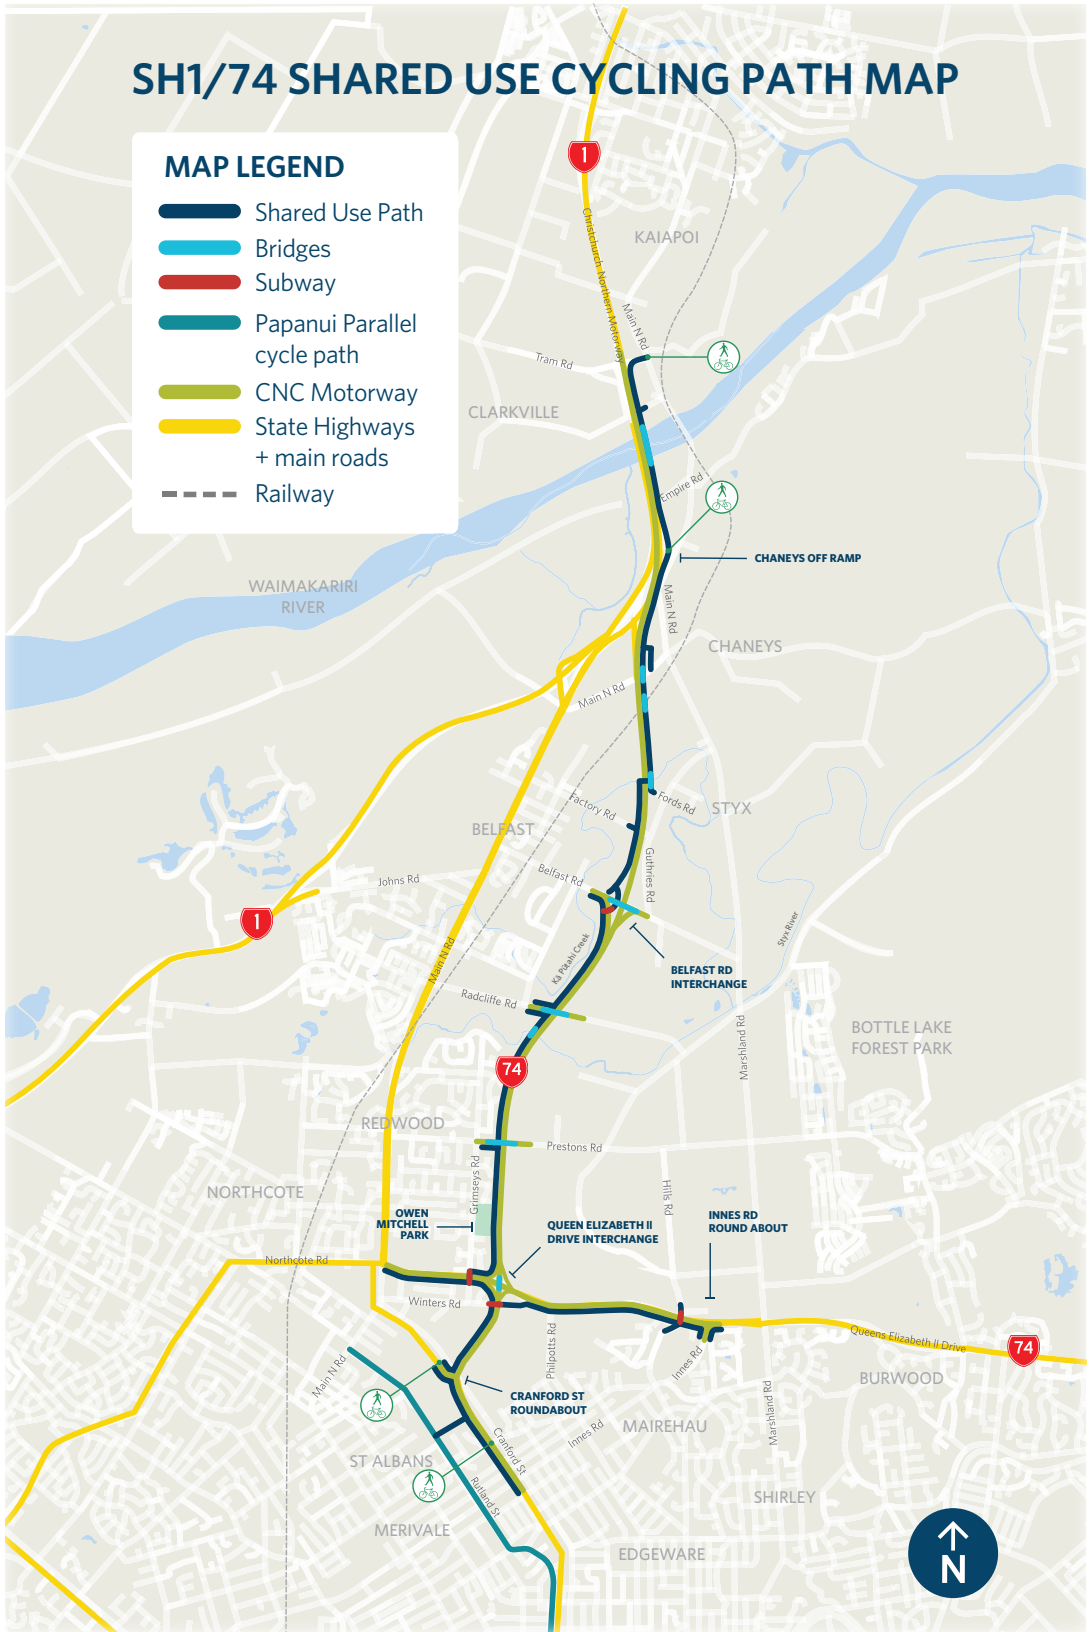 SH1/74 SHARED USE CYCLING PATH MAP
MAP LEGEND
Shared Use Path
Bridges
Subway
Papanui Parallel
cycle path
CNC Motorway
State Highways
+ main roads
Railway
1
Christchurch Northern Motorway
KAIAPOI
Main N Rd
Tram Rd
CLARKVILLE
Empire Rd
CHANEYS OFF RAMP
WAIMAKARIRI
RIVER
Main N Rd
CHANEYS
Main N Rd
Factory Rd
Fords Rd
STYX
BELFAST
Guthries Rd
Belfast Rd
Johns Rd
1
Main N Rd
Styx River
Kā Pūtahi Creek
BELFAST RD
INTERCHANGE
Radcliffe Rd
Marshland Rd
BOTTLE LAKE
FOREST PARK
74
REDWOOD
Prestons Rd
Grimseys Rd
Hills Rd
NORTHCOTE
OWEN
MITCHELL
PARK
QUEEN ELIZABETH II
DRIVE INTERCHANGE
INNES RD
ROUND ABOUT
Northcote Rd
Winters Rd
Philpotts Rd
Innes Rd
Queens Elizabeth II Drive
74
Main N Rd
BURWOOD
CRANFORD ST
ROUNDABOUT
Marshland Rd
MAIREHAU
Innes Rd
Cranford St
ST ALBANS
Rutland St
SHIRLEY
MERIVALE
EDGEWARE
N